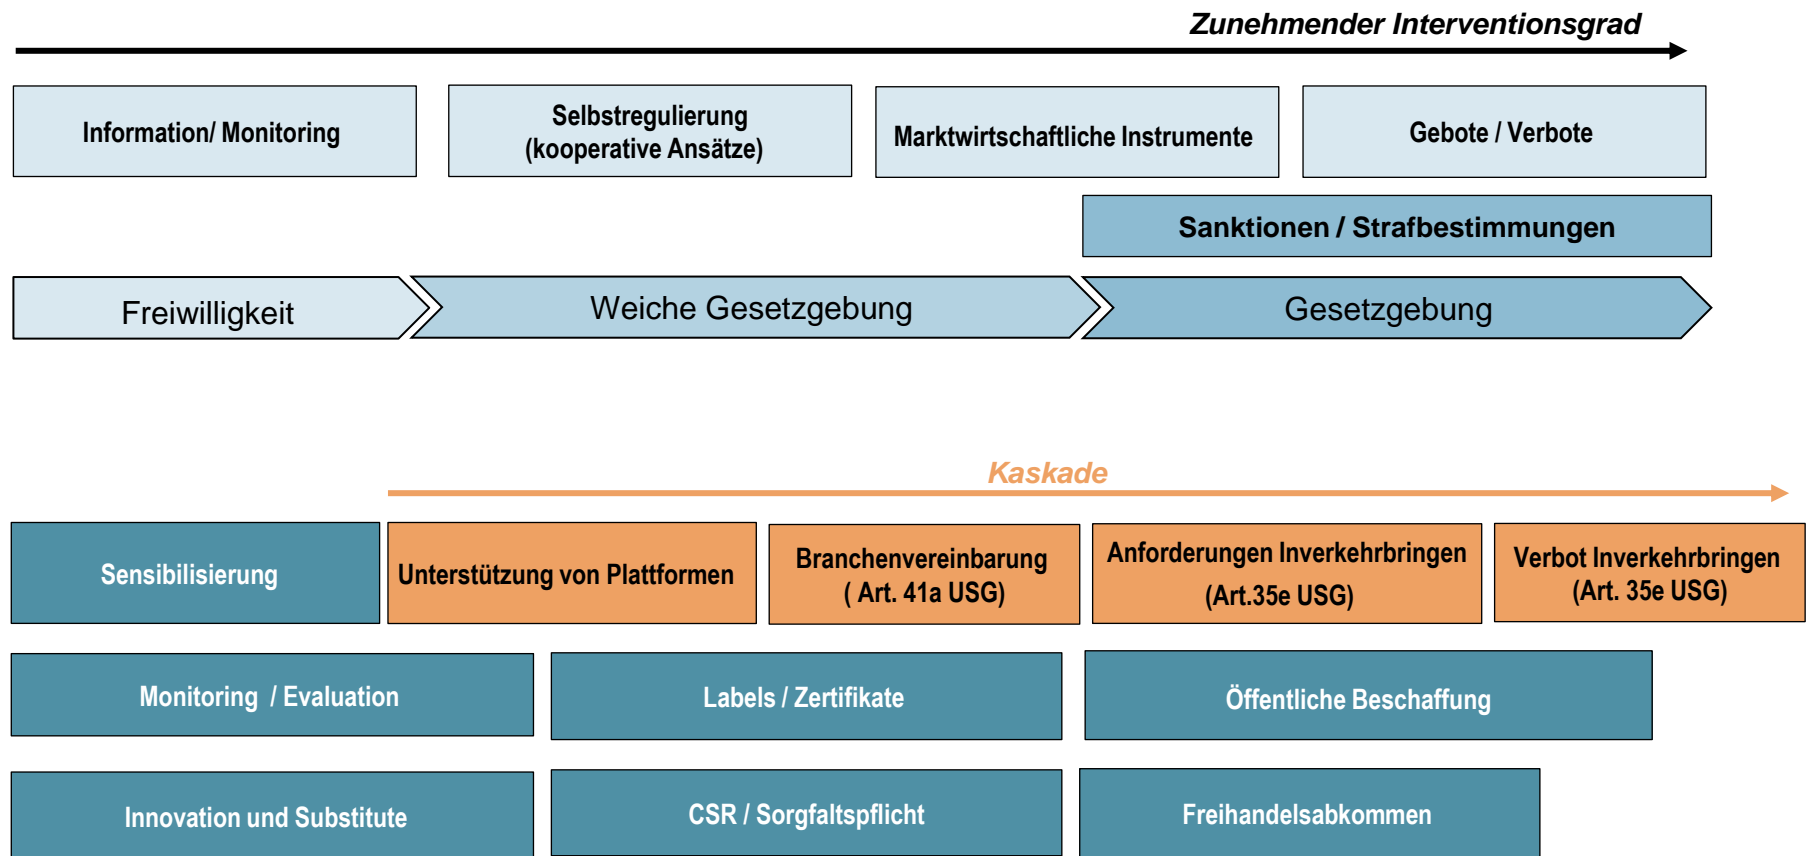 Zunehmender Interventionsgrad
Information/ Monitoring
Selbstregulierung
(kooperative Ansätze)
Marktwirtschaftliche Instrumente
Gebote / Verbote
Sanktionen / Strafbestimmungen
Freiwilligkeit
Weiche Gesetzgebung
Gesetzgebung
Kaskade
Sensibilisierung
Unterstützung von Plattformen
Branchenvereinbarung
( Art. 41a USG)
Anforderungen Inverkehrbringen
(Art.35e USG)
Verbot Inverkehrbringen
(Art. 35e USG)
Monitoring / Evaluation
Labels / Zertifikate
Öffentliche Beschaffung
Innovation und Substitute
CSR / Sorgfaltspflicht
Freihandelsabkommen